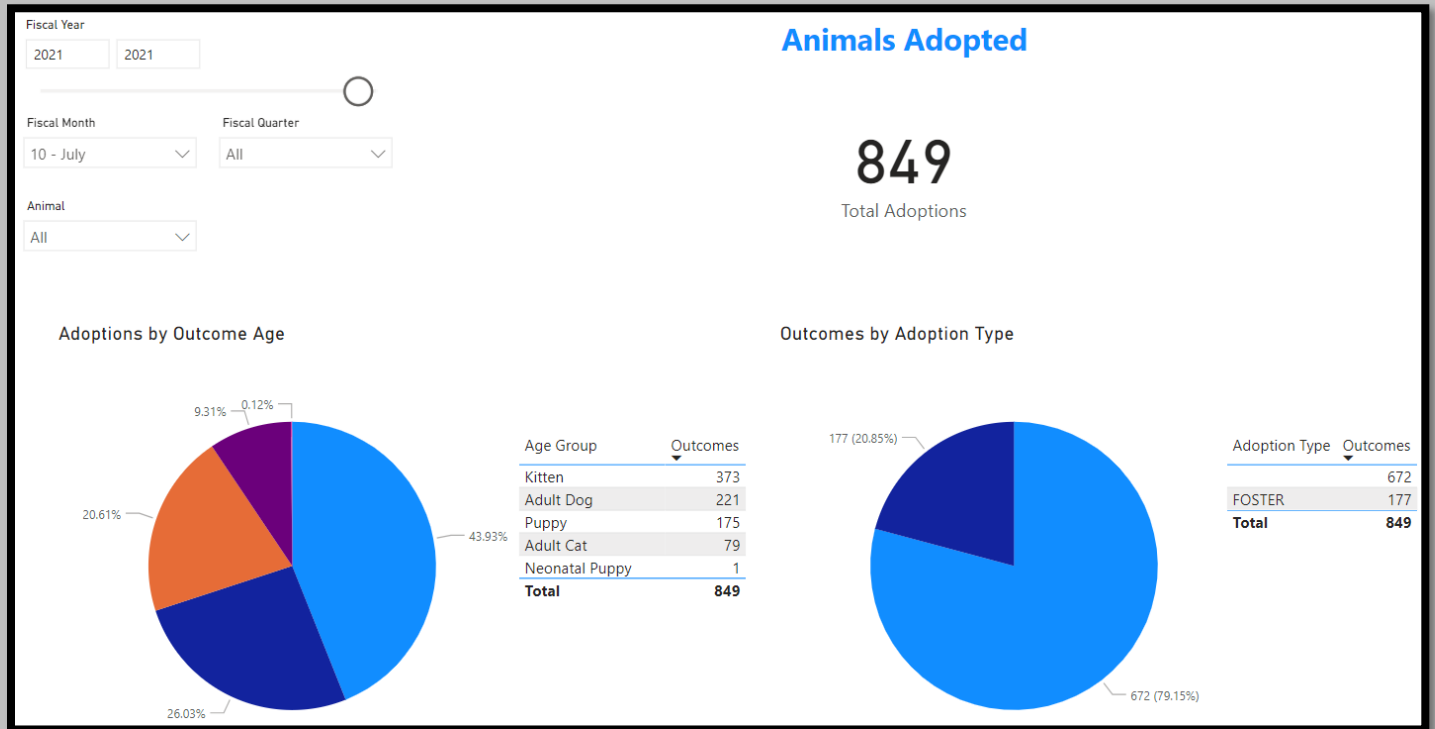 Fiscal Year
2021 2021
Animals Adopted
Fiscal Month Fiscal Quarter
10 - July All
849
Total Adoptions
Animal
All
Adoptions by Outcome Age
9.31% 0.12%
20.61%
43.93%
26.03%
Age Group Outcomes
Kitten 373
Adult Dog 221
Puppy 175
Adult Cat 79
Neonatal Puppy 1
Total 849
Outcomes by Adoption Type
177 (20.85%)
672 (79.15%)
Adoption Type Outcomes
672
FOSTER 177
Total 849